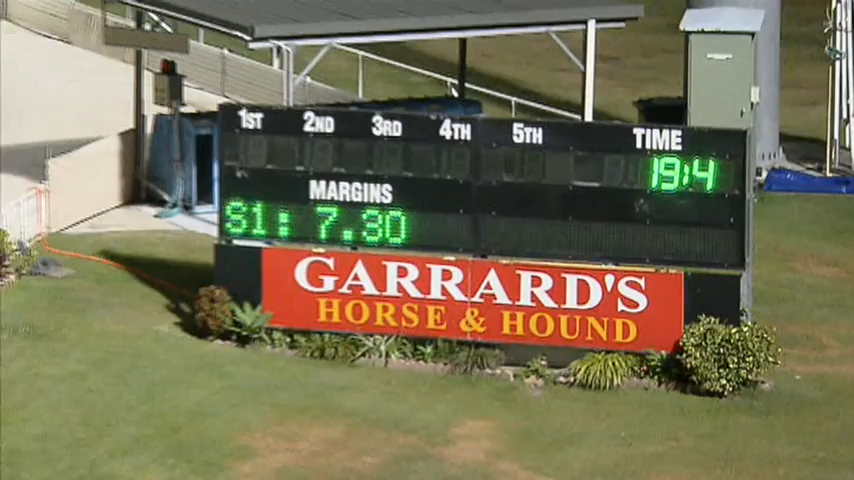 1ST 2ND 3RD 4TH 5TH TIME
19:4
MARGINS
S1: 7.30
GARRARD'S
HORSE & HOUND